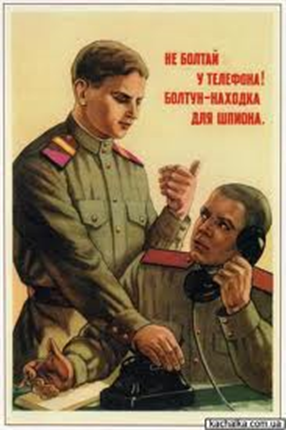 НЕ БОЛТАЙ
У ТЕЛЕФОНА!
БОЛТУН-НАХОДКА
ДЛЯ ШПИОНА.
kachalka.com.ua